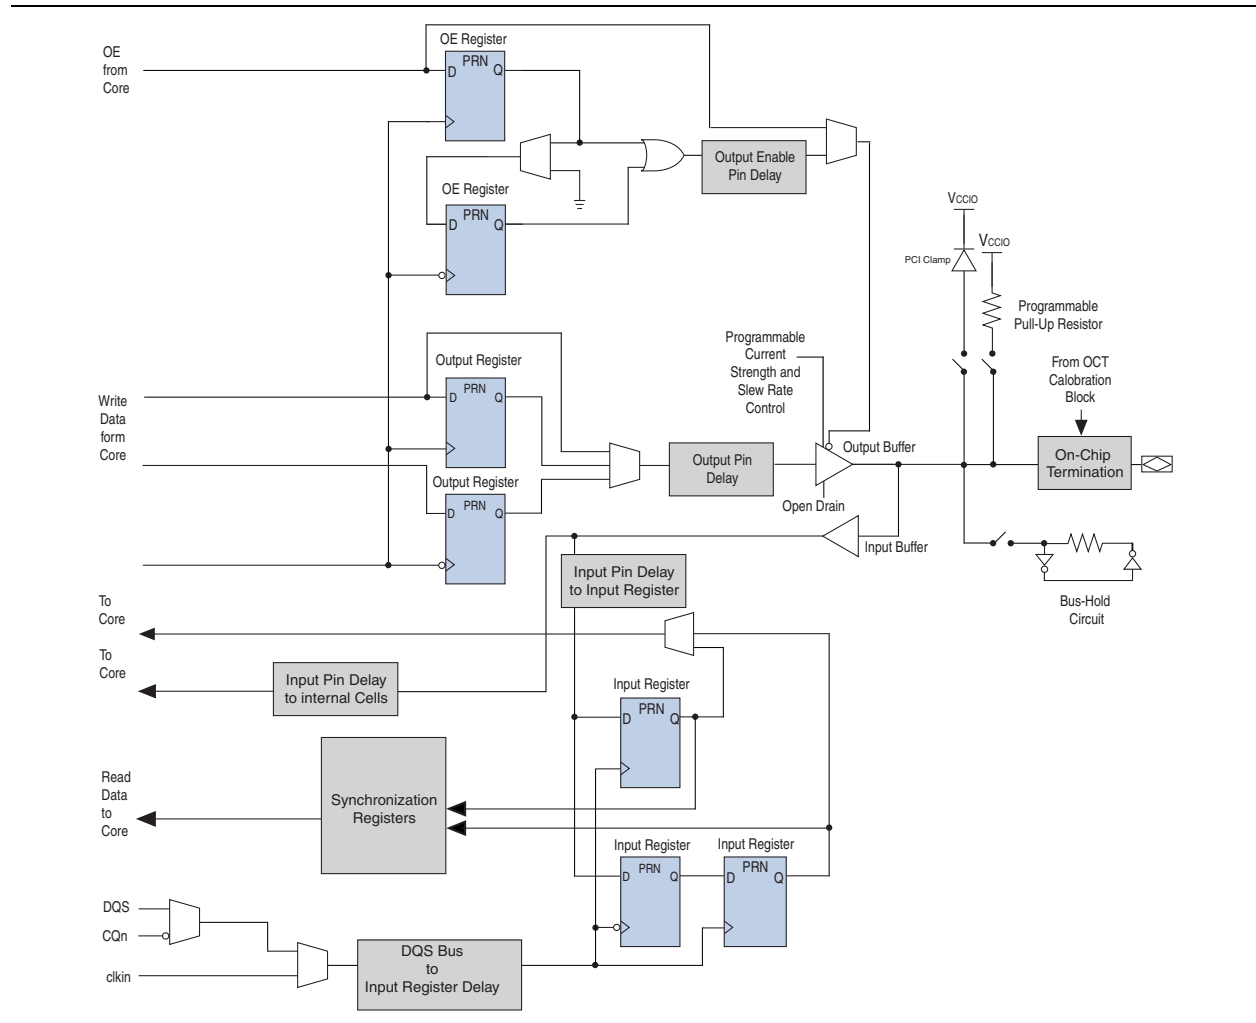 OE
from
Core
OE Register
D
PRN
Q
OE Register
D
PRN
Q
Output Enable
Pin Delay
VCCIO
VCCIO
PCI Clamp
Programmable
Pull-Up Resistor
From OCT
Calobration
Block
On-Chip
Termination
Programmable
Current
Strength and
Slew Rate
Control
Output Buffer
Open Drain
Input Buffer
Write
Data
form
Core
Output Register
D
PRN
Q
Output Register
D
PRN
Q
Output Pin
Delay
Bus-Hold
Circuit
Input Pin Delay
to Input Register
To
Core
To
Core
Input Pin Delay
to internal Cells
Input Register
D
PRN
Q
Read
Data
to
Core
Synchronization
Registers
Input Register
D
PRN
Q
Input Register
D
PRN
Q
DQS
CQn
clkin
DQS Bus
to
Input Register Delay